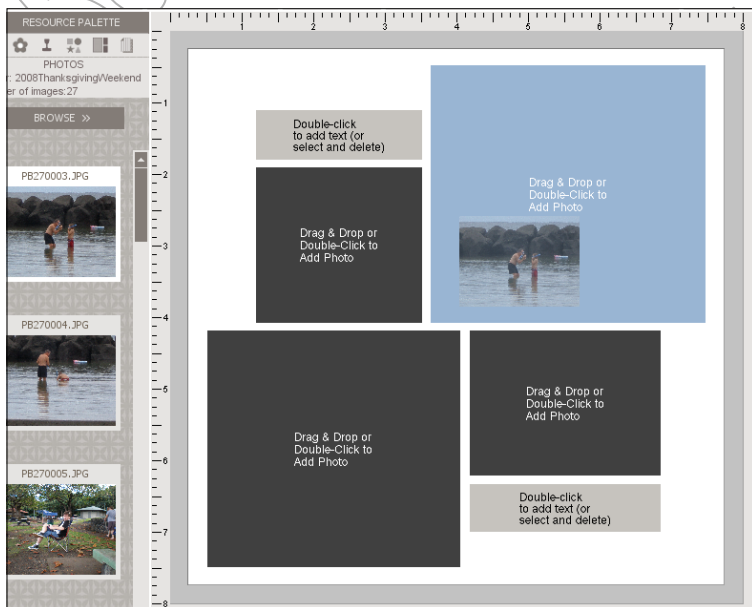 RESOURCE PALETTE
PHOTOS
r: 2008ThanksgivingWeekend
er of images:27
BROWSE »
PB270003.JPG
PB270004.JPG
PB270005.JPG
1 2 3 4 5 6 7 8
1
2
3
4
5
6
7
8
Double-click
to add text (or
select and delete)
Drag & Drop or
Double-Click to
Add Photo
Drag & Drop or
Double-Click to
Add Photo
Drag & Drop or
Double-Click to
Add Photo
Drag & Drop or
Double-Click to
Add Photo
Double-click
to add text (or
select and delete)